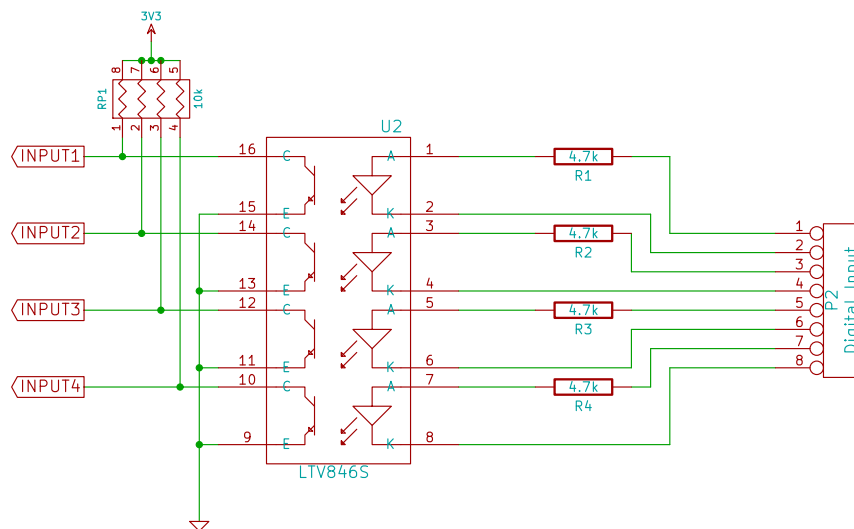 3V3
8 7 6 5
RP1
10k
1 2 3 4
U2
INPUT1
16 C A 1
4.7k
R1
15 E K 2
INPUT2
14 C A 3
4.7k
R2
13 E K 4
INPUT3
12 C A 5
4.7k
R3
11 E K 6
INPUT4
10 C A 7
4.7k
R4
9 E K 8
LTV846S
1
2
3
4
5
6
7
8
P2
Digital Input